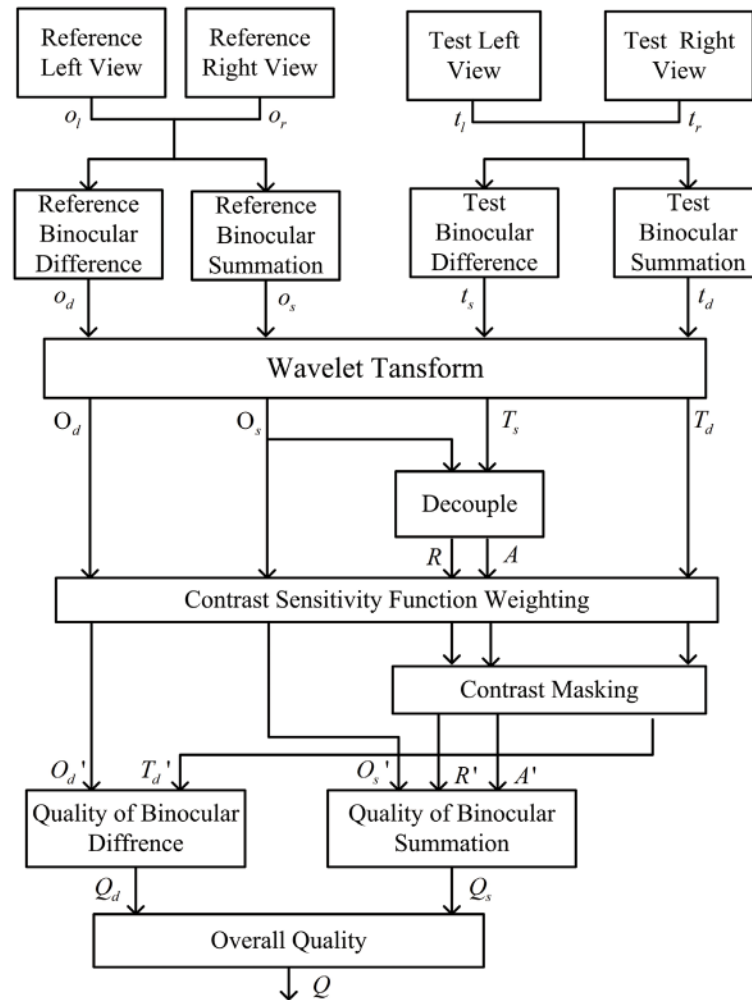 Reference
Left View
Reference
Right View
Test Left
View
Test Right
View
o_l
o_r
t_l
t_r
Reference
Binocular
Difference
Reference
Binocular
Summation
Test
Binocular
Difference
Test
Binocular
Summation
o_d
o_s
t_s
t_d
Wavelet Tansform
O_d
O_s
T_s
T_d
Decouple
R
A
Contrast Sensitivity Function Weighting
Contrast Masking
O_d'
T_d'
O_s'
R'
A'
Quality of Binocular
Diffrence
Quality of Binocular
Summation
Q_d
Q_s
Overall Quality
Q